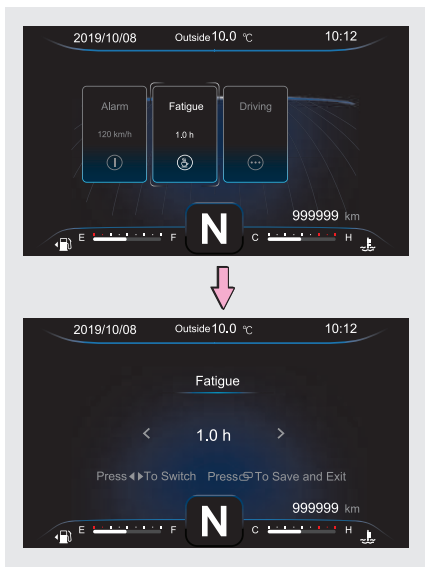 2019/10/08 Outside 10.0 ℃ 10:12
Alarm Fatigue Driving
120 km/h 1.0 h
999999 km
E F N C H
2019/10/08 Outside 10.0 ℃ 10:12
Fatigue
< 1.0 h >
Press◀▶To Switch Press To Save and Exit
999999 km
E F N C H